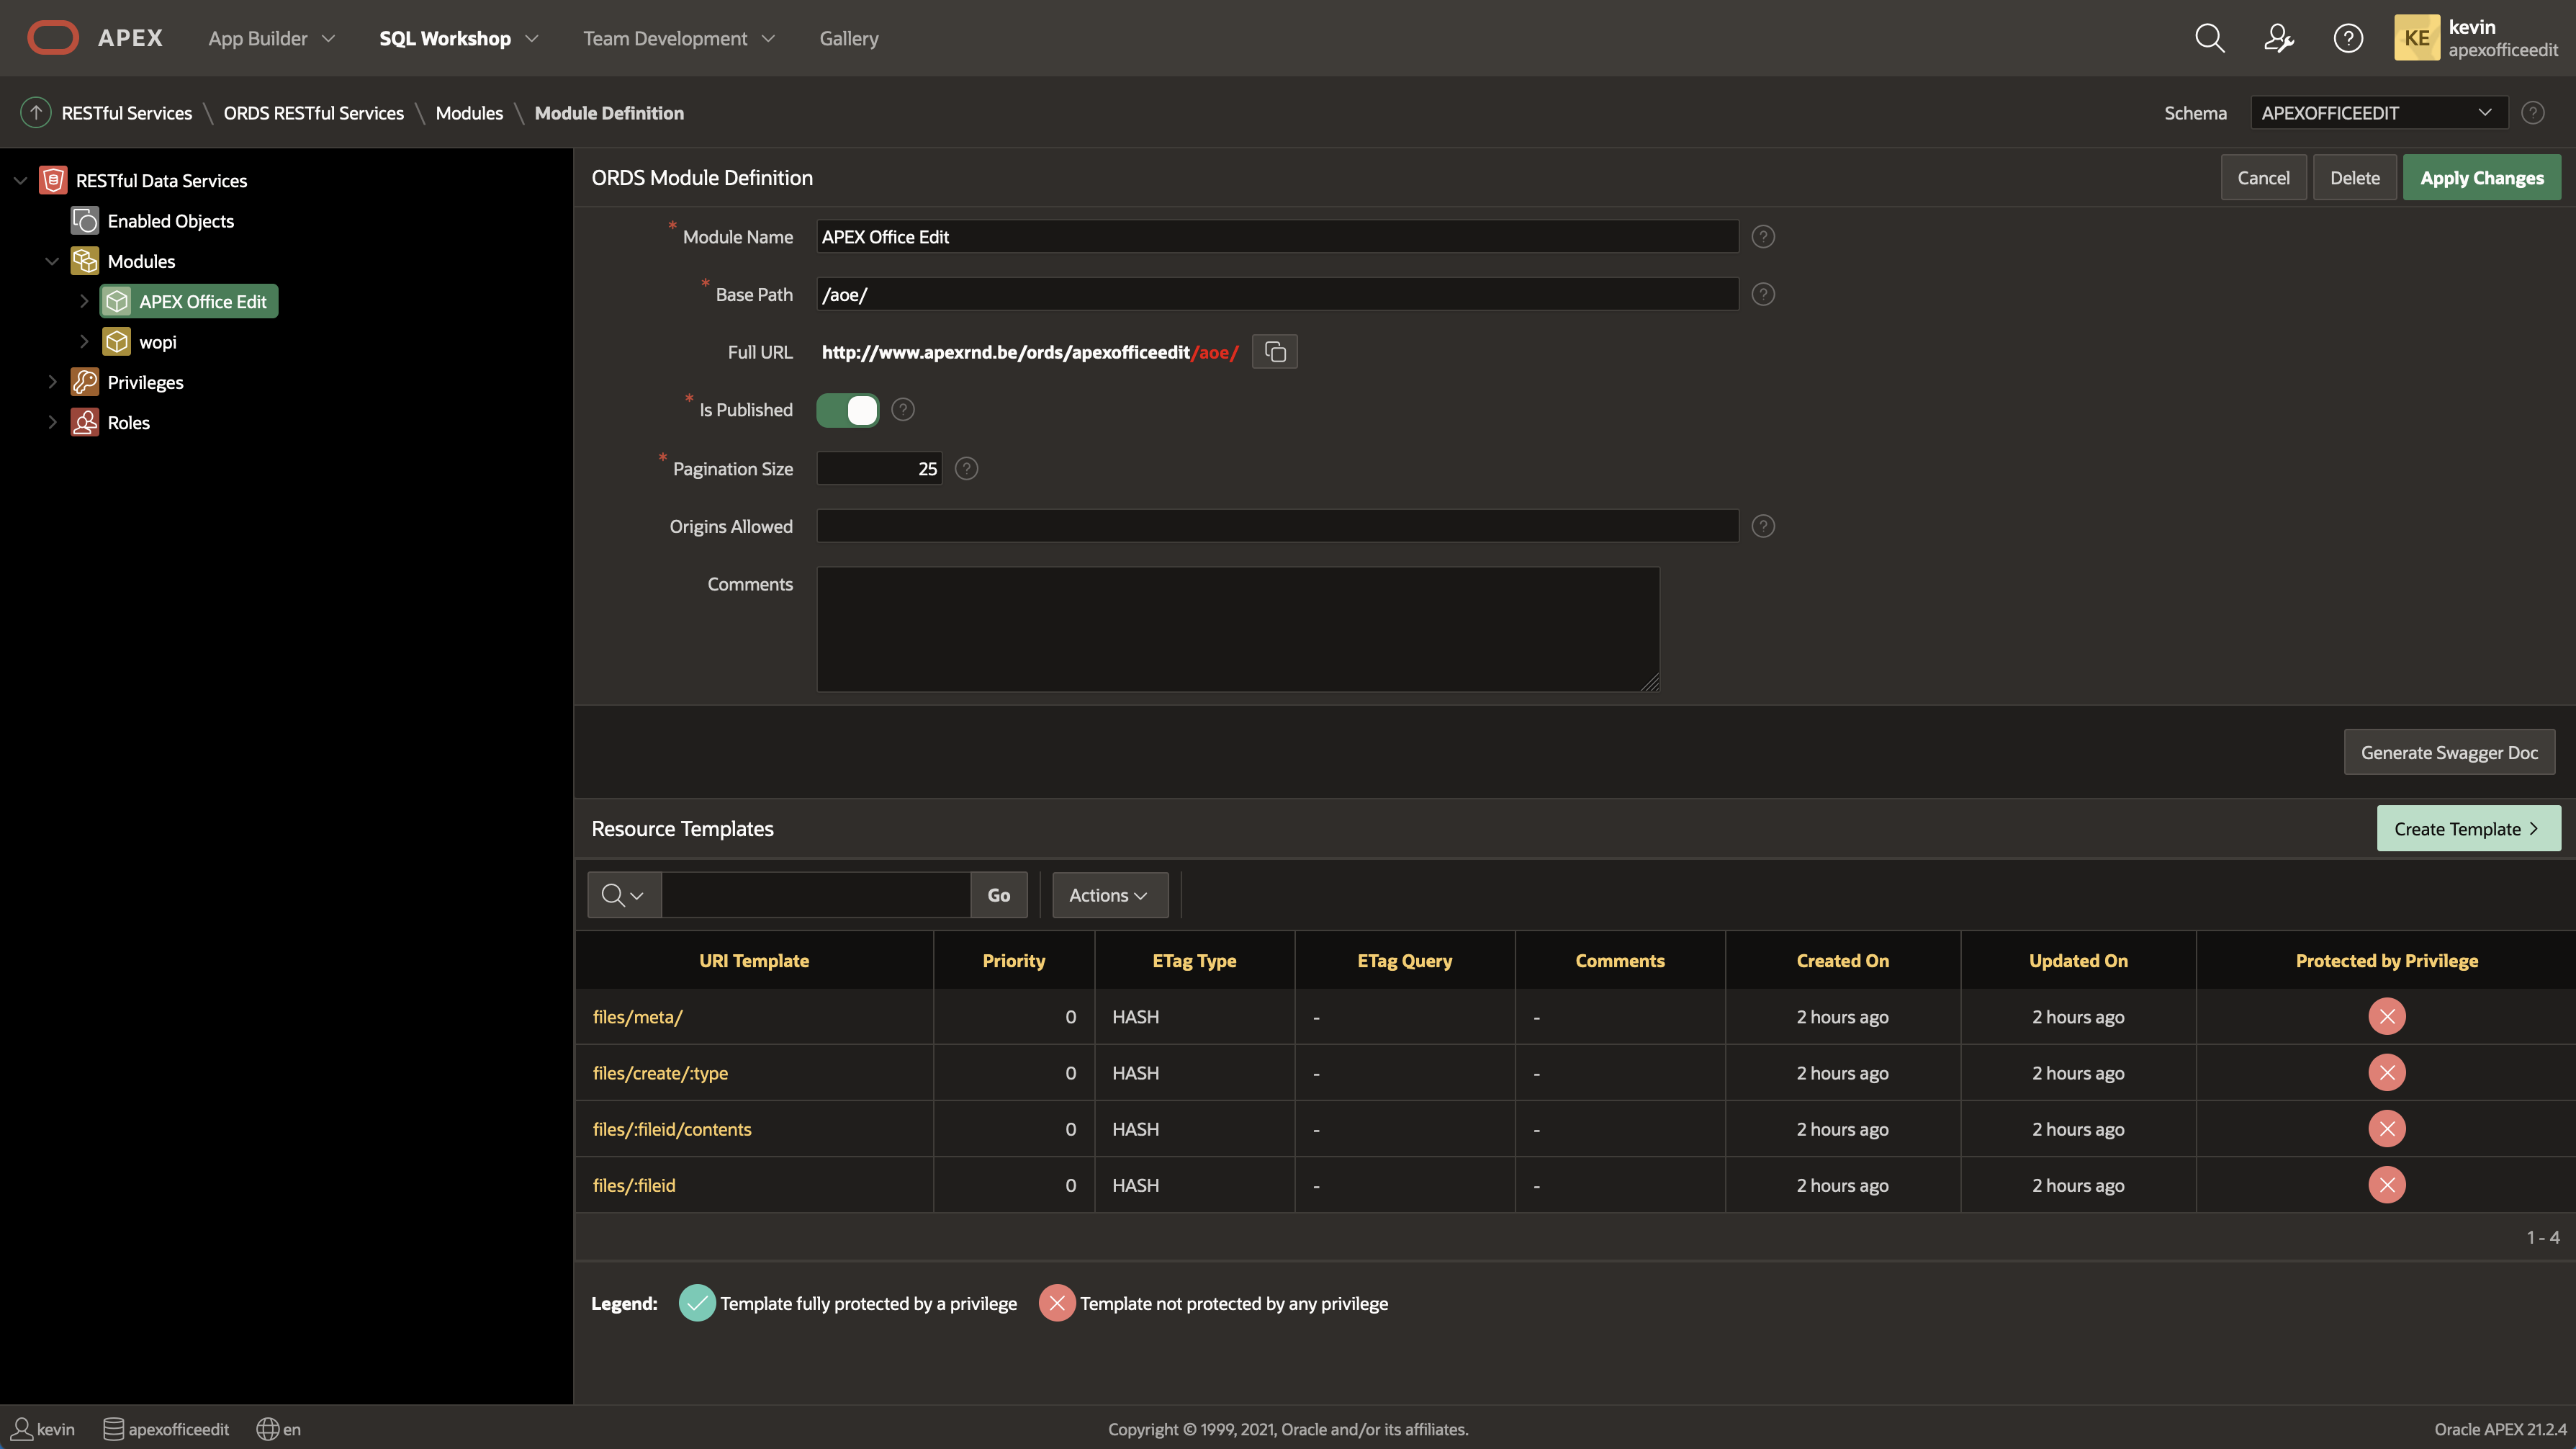 APEX App Builder SQL Workshop Team Development Gallery KE kevin
apexofficeedit
RESTful Services \ ORDS RESTful Services \ Modules \ Module Definition Schema APEXOFFICEEDIT
RESTful Data Services
Enabled Objects
Modules
APEX Office Edit
wopi
Privileges
Roles
ORDS Module Definition Cancel Delete Apply Changes
* Module Name APEX Office Edit
* Base Path /aoe/
Full URL http://www.apexrnd.be/ords/apexofficeedit/aoe/
* Is Published
* Pagination Size 25
Origins Allowed
Comments
Generate Swagger Doc
Resource Templates Create Template
Go Actions
URI Template Priority ETag Type ETag Query Comments Created On Updated On Protected by Privilege
files/meta/ 0 HASH - - 2 hours ago 2 hours ago
files/create/:type 0 HASH - - 2 hours ago 2 hours ago
files/:fileid/contents 0 HASH - - 2 hours ago 2 hours ago
files/:fileid 0 HASH - - 2 hours ago 2 hours ago
1 - 4
Legend: Template fully protected by a privilege Template not protected by any privilege
kevin apexofficeedit en Copyright © 1999, 2021, Oracle and/or its affiliates. Oracle APEX 21.2.4